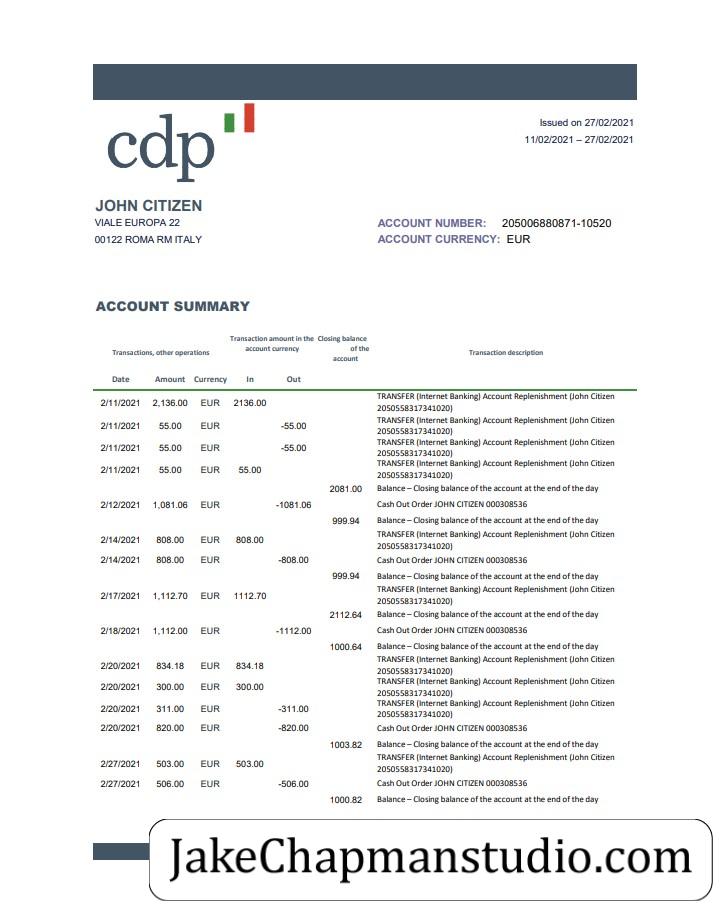 Issued on 27/02/2021
cdp
11/02/2021 – 27/02/2021
JOHN CITIZEN
VIALE EUROPA 22
00122 ROMA RM ITALY
ACCOUNT NUMBER: 205006880871-10520
ACCOUNT CURRENCY: EUR
ACCOUNT SUMMARY
Transactions, other operations
Transaction amount in the
account currency
Closing balance
of the
account
Transaction description
Date Amount Currency In Out
2/11/2021 2,136.00 EUR 2136.00 TRANSFER (Internet Banking) Account Replenishment (John Citizen
2050558317341020)
2/11/2021 55.00 EUR -55.00 TRANSFER (Internet Banking) Account Replenishment (John Citizen
2050558317341020)
2/11/2021 55.00 EUR -55.00 TRANSFER (Internet Banking) Account Replenishment (John Citizen
2050558317341020)
2/11/2021 55.00 EUR 55.00 TRANSFER (Internet Banking) Account Replenishment (John Citizen
2050558317341020)
2081.00 Balance – Closing balance of the account at the end of the day
2/12/2021 1,081.06 EUR -1081.06 Cash Out Order JOHN CITIZEN 000308536
999.94 Balance – Closing balance of the account at the end of the day
2/14/2021 808.00 EUR 808.00 TRANSFER (Internet Banking) Account Replenishment (John Citizen
2050558317341020)
2/14/2021 808.00 EUR -808.00 Cash Out Order JOHN CITIZEN 000308536
999.94 Balance – Closing balance of the account at the end of the day
2/17/2021 1,112.70 EUR 1112.70 TRANSFER (Internet Banking) Account Replenishment (John Citizen
2050558317341020)
2112.64 Balance – Closing balance of the account at the end of the day
2/18/2021 1,112.00 EUR -1112.00 Cash Out Order JOHN CITIZEN 000308536
1000.64 Balance – Closing balance of the account at the end of the day
2/20/2021 834.18 EUR 834.18 TRANSFER (Internet Banking) Account Replenishment (John Citizen
2050558317341020)
2/20/2021 300.00 EUR 300.00 TRANSFER (Internet Banking) Account Replenishment (John Citizen
2050558317341020)
2/20/2021 311.00 EUR -311.00 TRANSFER (Internet Banking) Account Replenishment (John Citizen
2050558317341020)
2/20/2021 820.00 EUR -820.00 Cash Out Order JOHN CITIZEN 000308536
1003.82 Balance – Closing balance of the account at the end of the day
2/27/2021 503.00 EUR 503.00 TRANSFER (Internet Banking) Account Replenishment (John Citizen
2050558317341020)
2/27/2021 506.00 EUR -506.00 Cash Out Order JOHN CITIZEN 000308536
1000.82 Balance – Closing balance of the account at the end of the day
JakeChapmanstudio.com